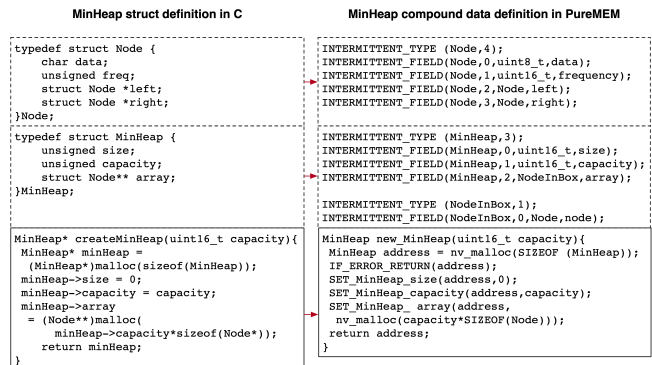 MinHeap struct definition in C
typedef struct Node {
char data;
unsigned freq;
struct Node *left;
struct Node *right;
}Node;
typedef struct MinHeap {
unsigned size;
unsigned capacity;
struct Node** array;
}MinHeap;
MinHeap* createMinHeap(uint16_t capacity){
MinHeap* minHeap =
(MinHeap*)malloc(sizeof(MinHeap));
minHeap->size = 0;
minHeap->capacity = capacity;
minHeap->array
= (Node**)malloc(
minHeap->capacity*sizeof(Node*));
return minHeap;
}
MinHeap compound data definition in PureMEM
INTERMITTENT_TYPE (Node,4);
INTERMITTENT_FIELD(Node,0,uint8_t,data);
INTERMITTENT_FIELD(Node,1,uint16_t,frequency);
INTERMITTENT_FIELD(Node,2,Node,left);
INTERMITTENT_FIELD(Node,3,Node,right);
INTERMITTENT_TYPE (MinHeap,3);
INTERMITTENT_FIELD(MinHeap,0,uint16_t,size);
INTERMITTENT_FIELD(MinHeap,1,uint16_t,capacity);
INTERMITTENT_FIELD(MinHeap,2,NodeInBox,array);
INTERMITTENT_TYPE (NodeInBox,1);
INTERMITTENT_FIELD(NodeInBox,0,Node,node);
MinHeap new_MinHeap(uint16_t capacity){
MinHeap address = nv_malloc(SIZEOF (MinHeap));
IF_ERROR_RETURN(address);
SET_MinHeap_size(address,0);
SET_MinHeap_capacity(address,capacity);
SET_MinHeap_ array(address,
nv_malloc(capacity*SIZEOF(Node)));
return address;
}